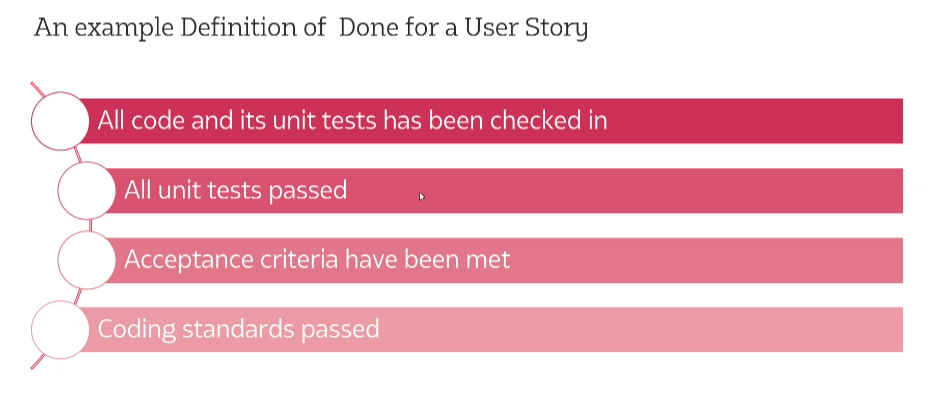 An example Definition of Done for a User Story
All code and its unit tests has been checked in
All unit tests passed
Acceptance criteria have been met
Coding standards passed